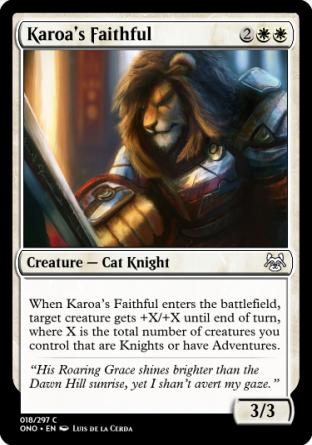 Karoa's Faithful 2
Creature — Cat Knight
When Karoa's Faithful enters the battlefield,
target creature gets +X/+X until end of turn,
where X is the total number of creatures you
control that are Knights or have Adventures.
“His Roaring Grace shines brighter than the
Dawn Hill sunrise, yet I shan't avert my gaze.”
3/3
018/297 C
ONO • EN Luis de la Cerda